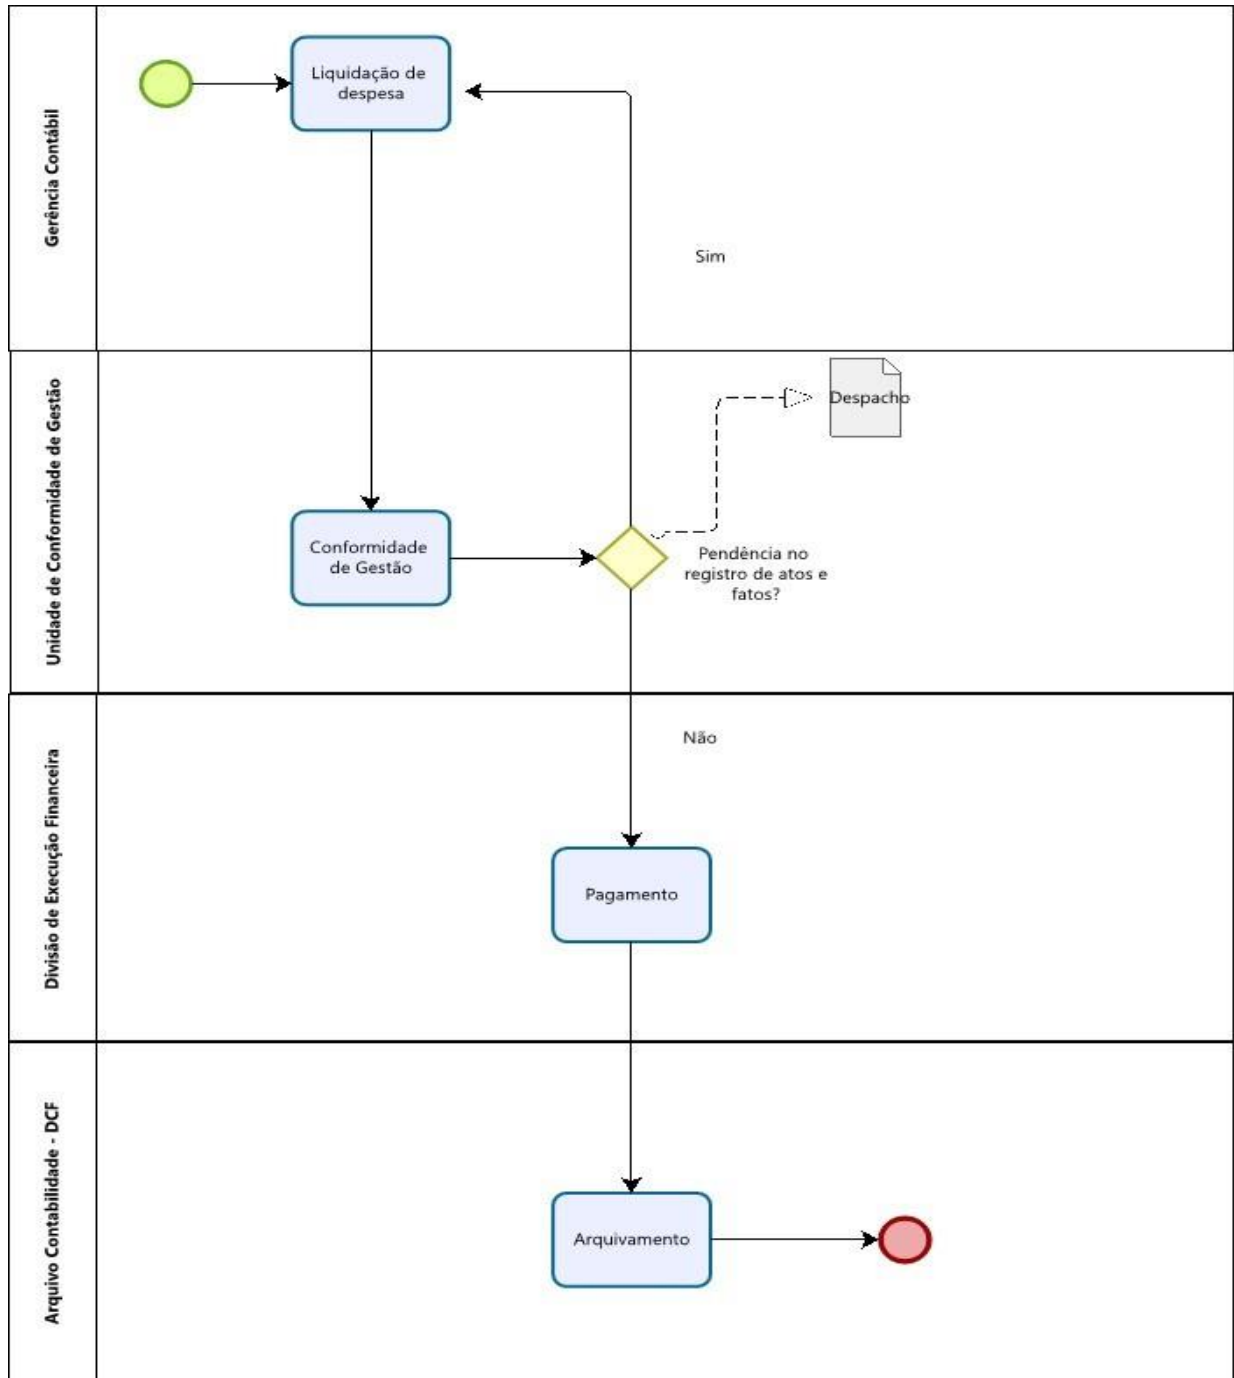 Gerência Contábil
Liquidação de
despesa
Sim
Unidade de Conformidade de Gestão
Despacho
Conformidade
de Gestão
Pendência no
registro de atos e
fatos?
Divisão de Execução Financeira
Não
Pagamento
Arquivo Contabilidade - DCF
Arquivamento